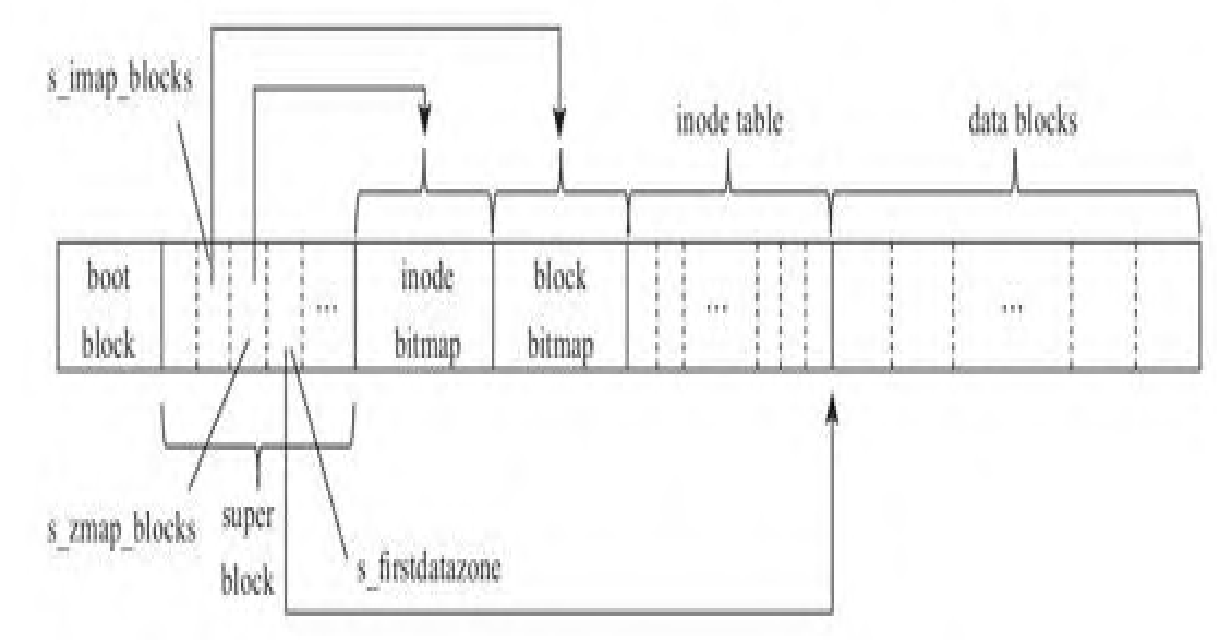 s_imap_blocks
inode table
data blocks
boot
block
...
inode
bitmap
block
bitmap
...
...
s_zmap_blocks
super
block
s_firstdatazone